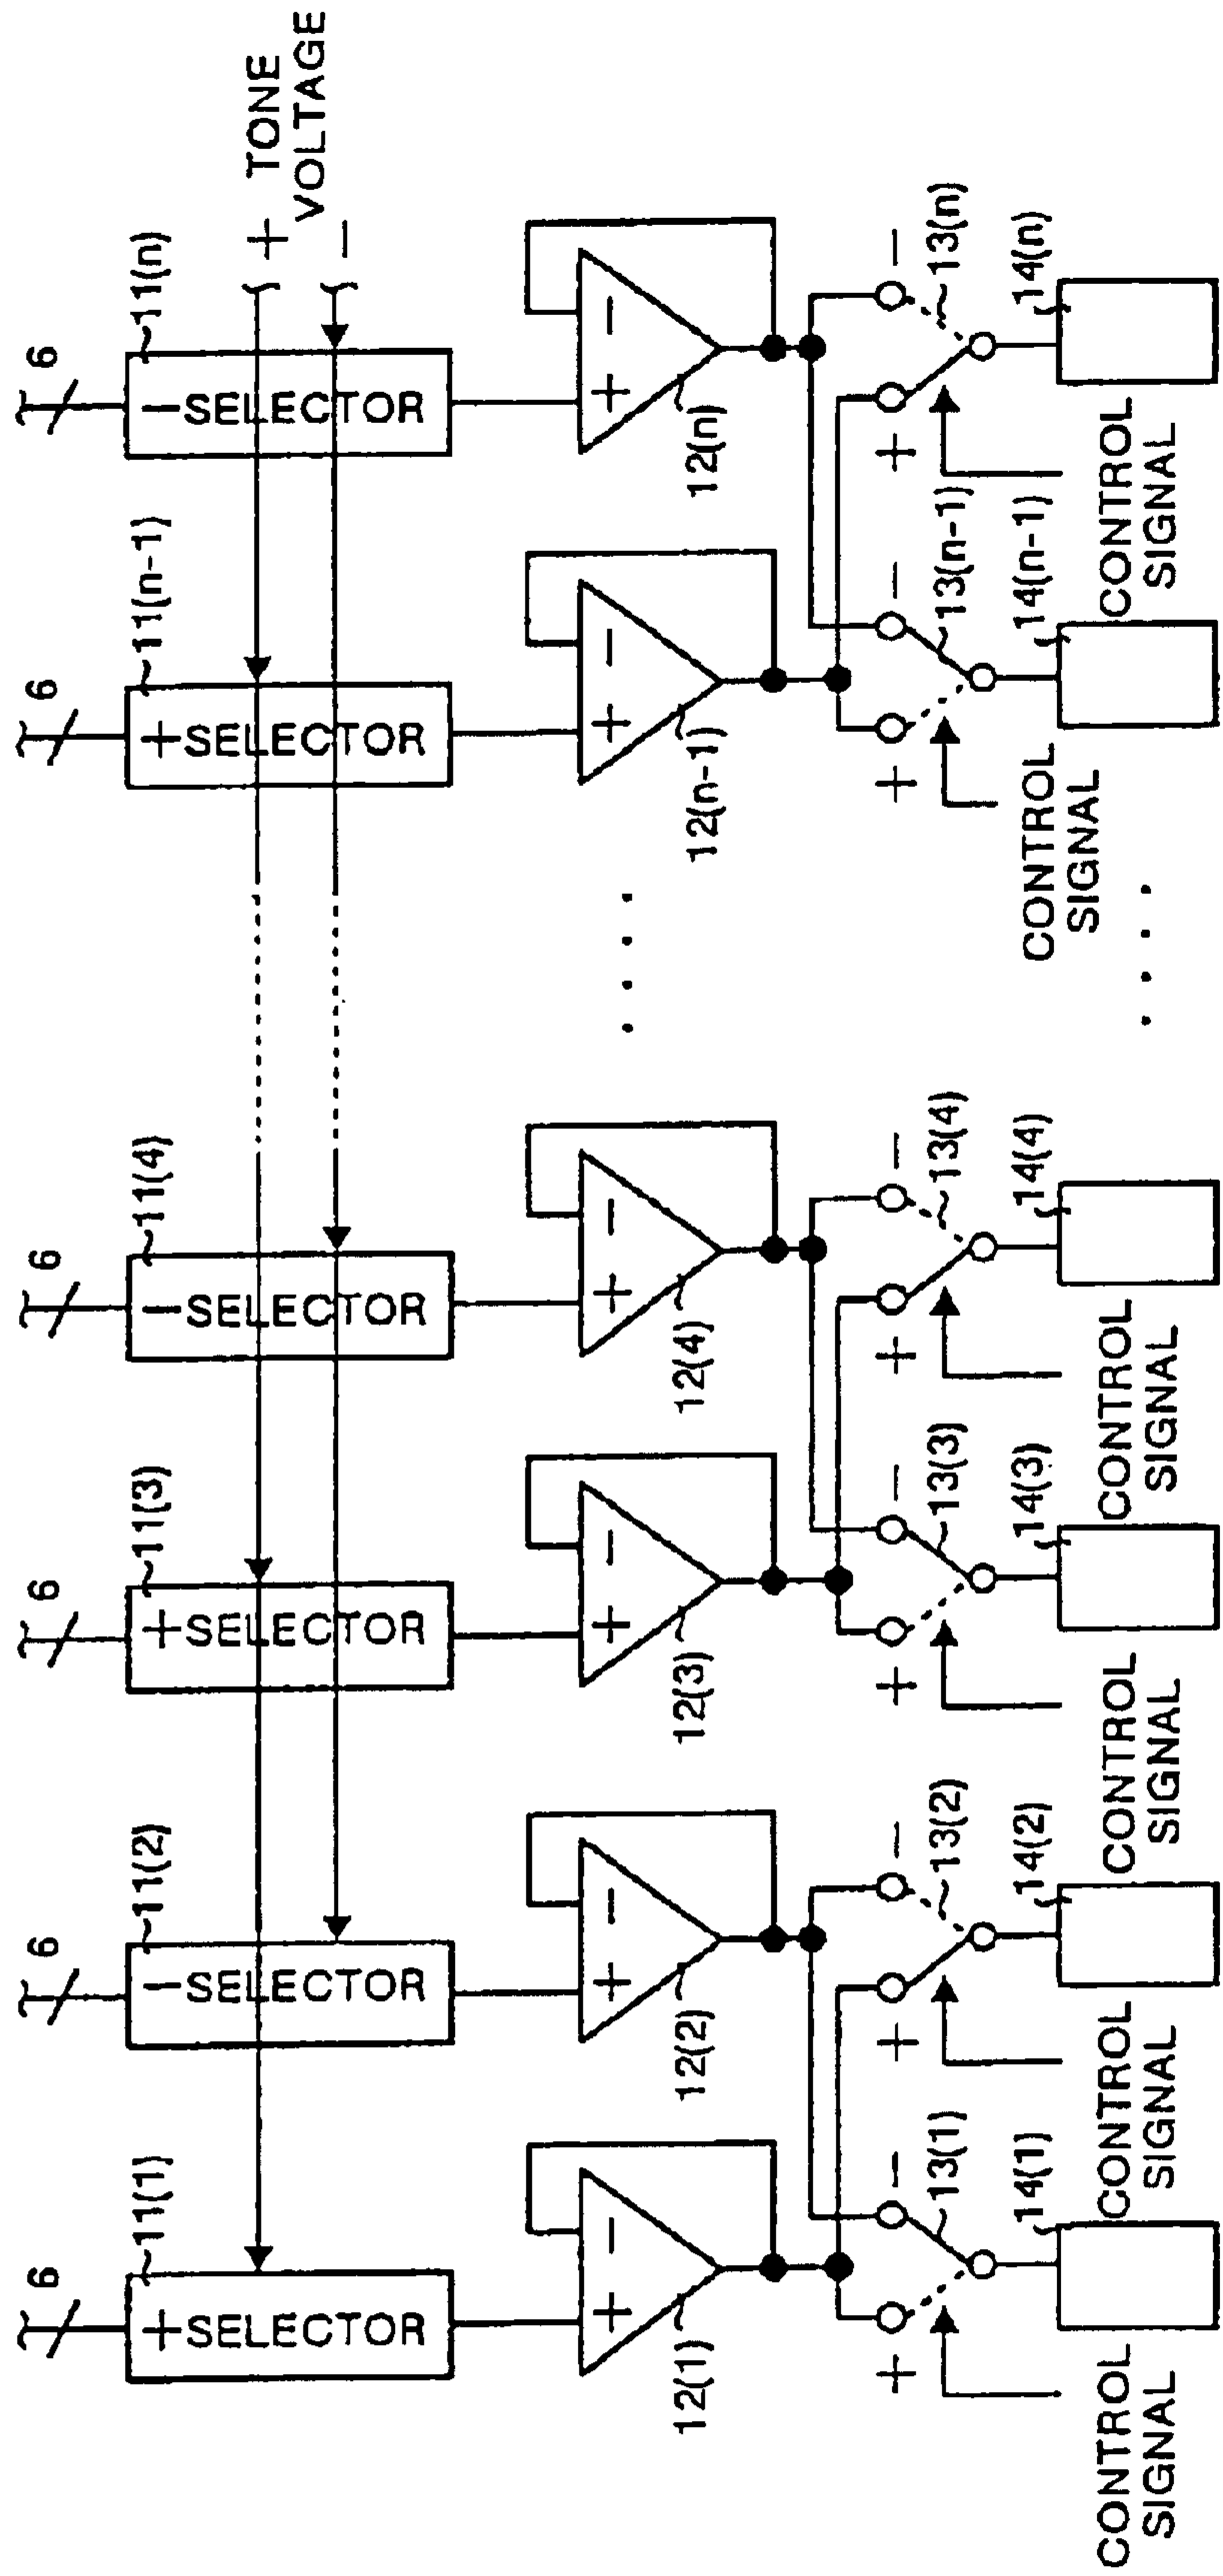 6 6 6 6 6 6
11(1) 11(2) 11(3) 11(4) 11(n-1) 11(n)
+ TONE
VOLTAGE
−
+SELECTOR −SELECTOR +SELECTOR −SELECTOR +SELECTOR −SELECTOR
+ − + − + − + − + − + −
12(1) 12(2) 12(3) 12(4) 12(n-1) 12(n)
. . . .
+ − + − + − + − + − + −
13(1) 13(2) 13(3) 13(4) 13(n-1) 13(n)
14(1) 14(2) 14(3) 14(4) 14(n-1) 14(n)
CONTROL
SIGNAL
CONTROL
SIGNAL
CONTROL
SIGNAL
CONTROL
SIGNAL
CONTROL
SIGNAL
CONTROL
SIGNAL
. . . .